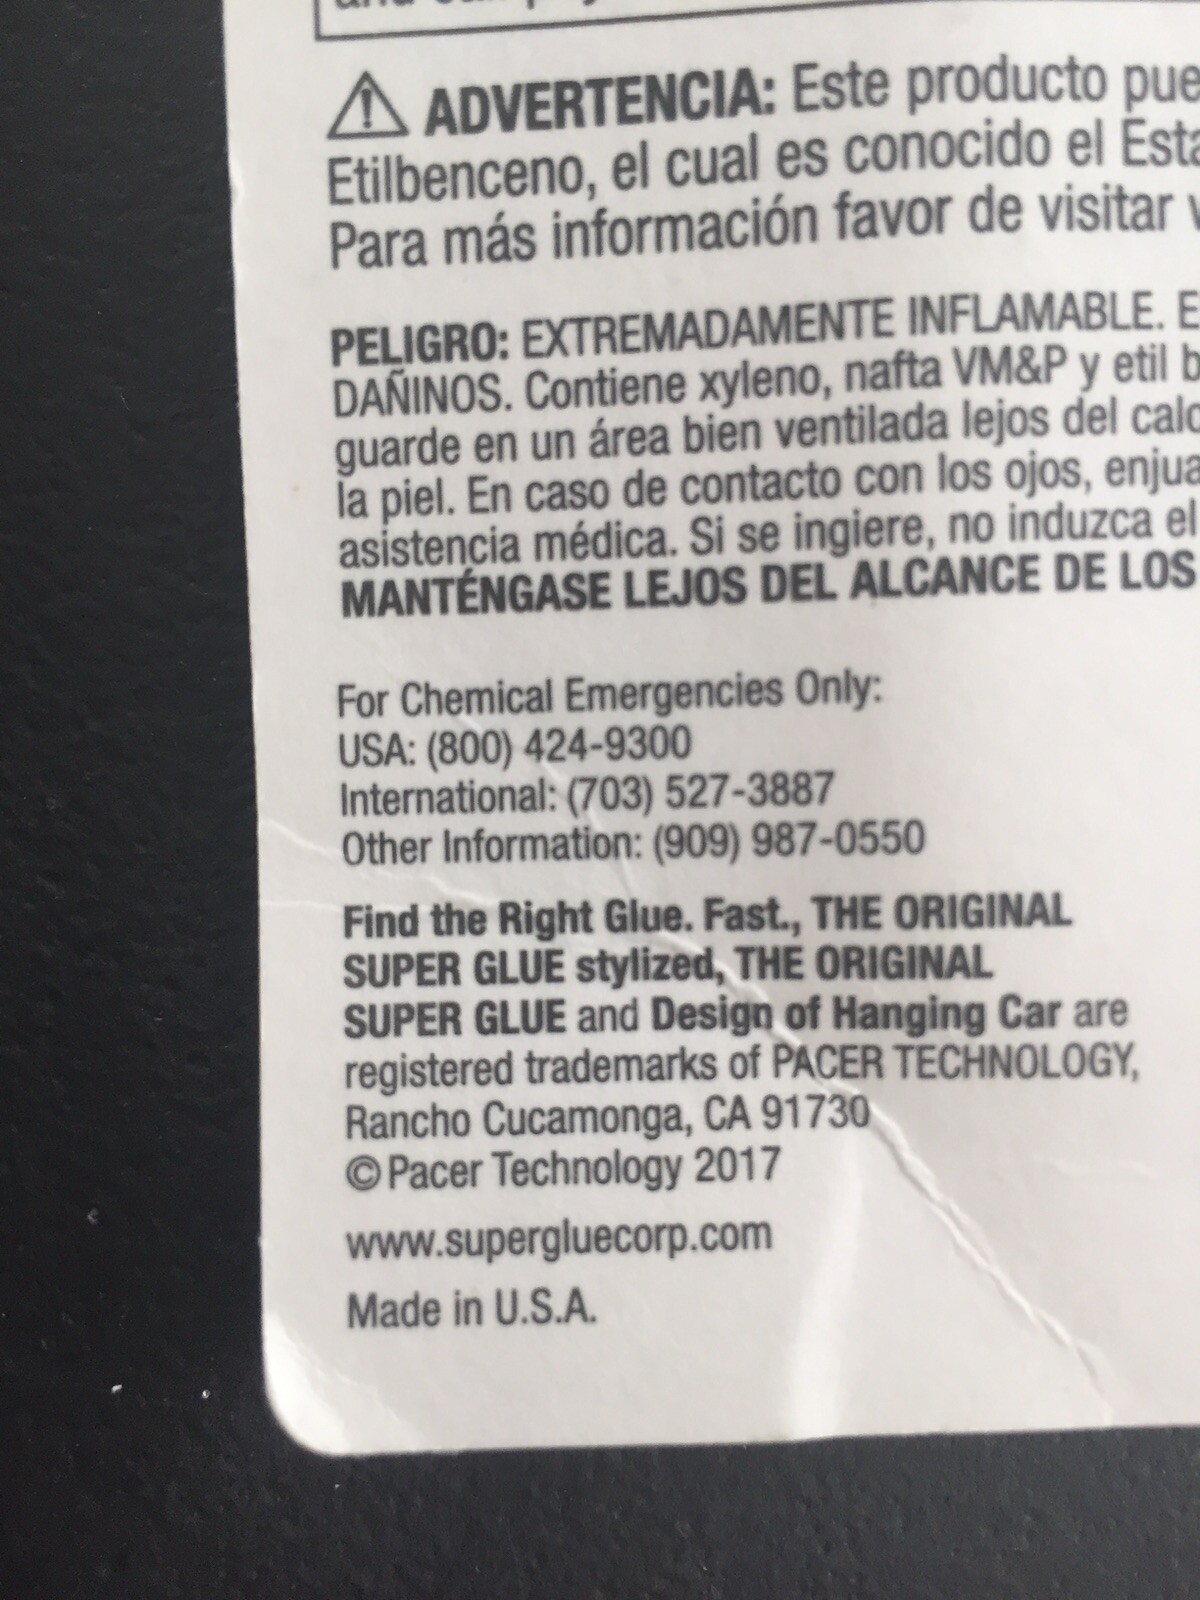 ADVERTENCIA: Este producto pue
Etilbenceno, el cual es conocido el Esta
Para más información favor de visitar
PELIGRO: EXTREMADAMENTE INFLAMABLE. E
DAÑINOS. Contiene xyleno, nafta VM&P y etil b
guarde en un área bien ventilada lejos del calo
la piel. En caso de contacto con los ojos, enjua
asistencia médica. Si se ingiere, no induzca el
MANTÉNGASE LEJOS DEL ALCANCE DE LOS
For Chemical Emergencies Only:
USA: (800) 424-9300
International: (703) 527-3887
Other Information: (909) 987-0550
Find the Right Glue. Fast., THE ORIGINAL
SUPER GLUE stylized, THE ORIGINAL
SUPER GLUE and Design of Hanging Car are
registered trademarks of PACER TECHNOLOGY,
Rancho Cucamonga, CA 91730
© Pacer Technology 2017
www.supergluecorp.com
Made in U.S.A.